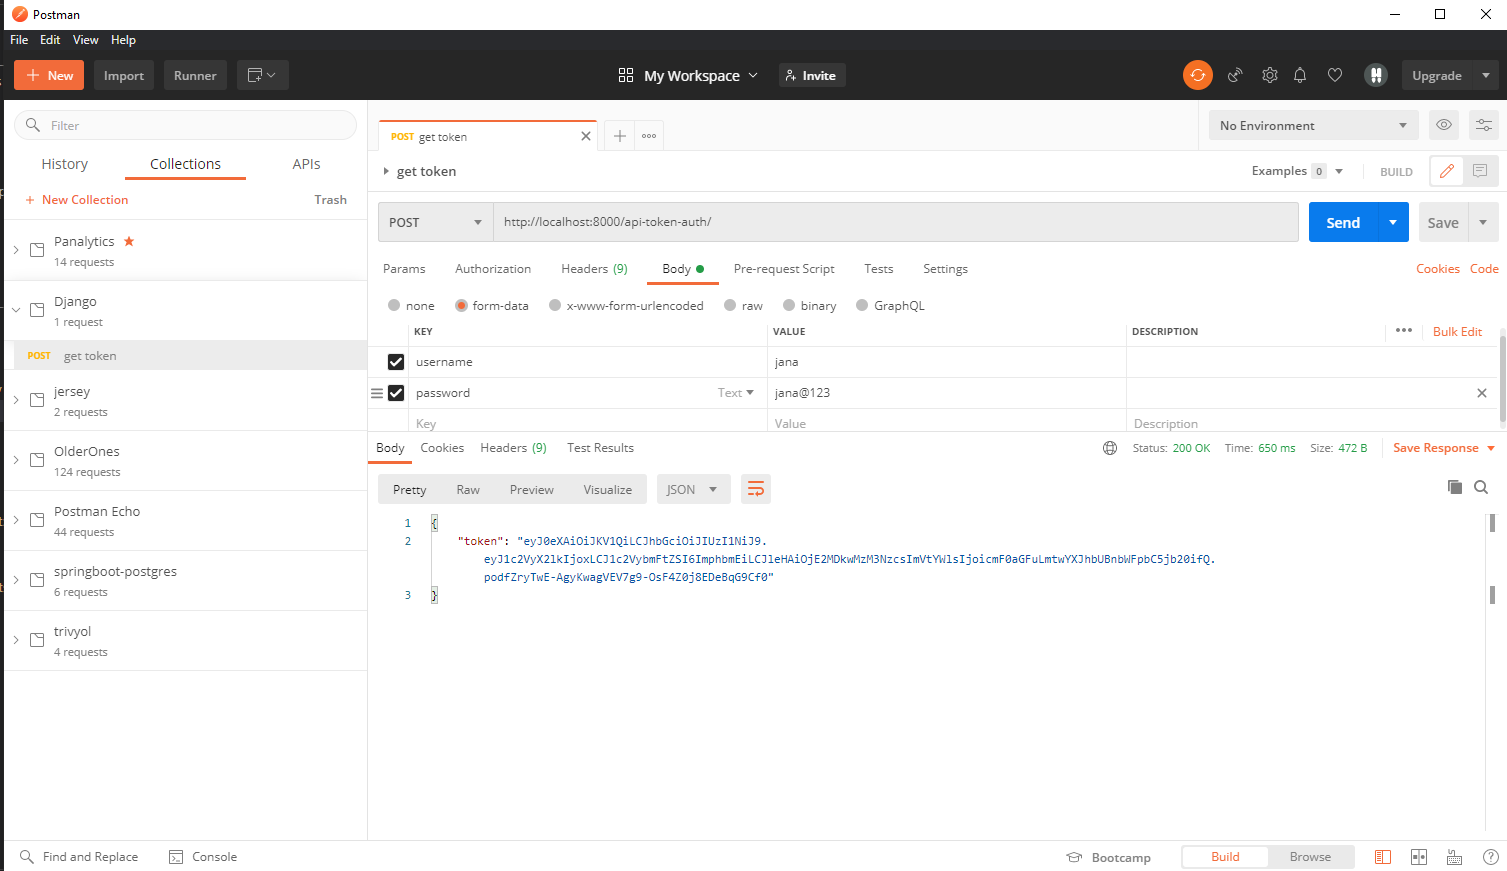 Postman
File Edit View Help
+ New Import Runner
My Workspace Invite Upgrade
Filter
History Collections APIs
+ New Collection Trash
Panalytics
14 requests
Django
1 request
POST get token
jersey
2 requests
OlderOnes
124 requests
Postman Echo
44 requests
springboot-postgres
6 requests
trivyol
4 requests
POST get token
No Environment
get token Examples 0 BUILD
POST http://localhost:8000/api-token-auth/ Send Save
Params Authorization Headers (9) Body Pre-request Script Tests Settings Cookies Code
none form-data x-www-form-urlencoded raw binary GraphQL
KEY VALUE DESCRIPTION Bulk Edit
username jana
password Text jana@123
Key Value Description
Body Cookies Headers (9) Test Results Status: 200 OK Time: 650 ms Size: 472 B Save Response
Pretty Raw Preview Visualize JSON
1 {
2 "token": "eyJ0eXAiOiJKV1QiLCJhbGciOiJIUzI1NiJ9.
eyJ1c2VyX2lkIjoxLCJ1c2VybmFtZSI6ImphbmEiLCJleHAiOjE2MDkwMzM3NzcsImVtYWlsIjoicmF0aGFuLmtwYXJhbUBnbWFpbC5jb20ifQ.
podfZryTwE-AgyKwagVEV7g9-OsF4Z0j8EDeBqG9Cf0"
3 }
Find and Replace Console Bootcamp Build Browse